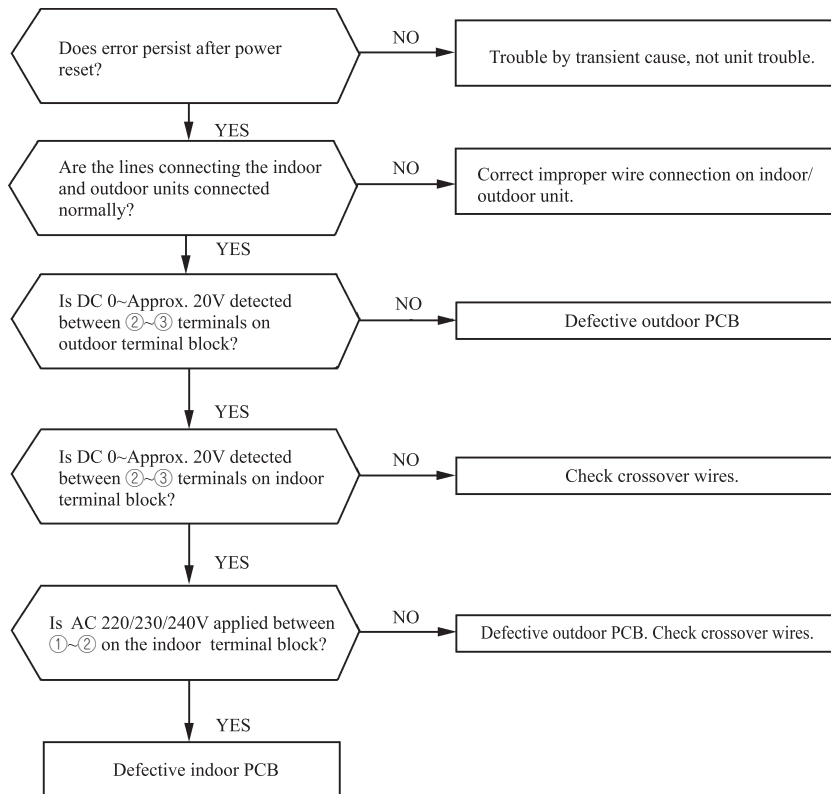 Does error persist after power
reset?
NO
Trouble by transient cause, not unit trouble.
YES
Are the lines connecting the indoor
and outdoor units connected
normally?
NO
Correct improper wire connection on indoor/
outdoor unit.
YES
Is DC 0~Approx. 20V detected
between ②~③ terminals on
outdoor terminal block?
NO
Defective outdoor PCB
YES
Is DC 0~Approx. 20V detected
between ②~③ terminals on indoor
terminal block?
NO
Check crossover wires.
YES
Is AC 220/230/240V applied between
①~② on the indoor terminal block?
NO
Defective outdoor PCB. Check crossover wires.
YES
Defective indoor PCB